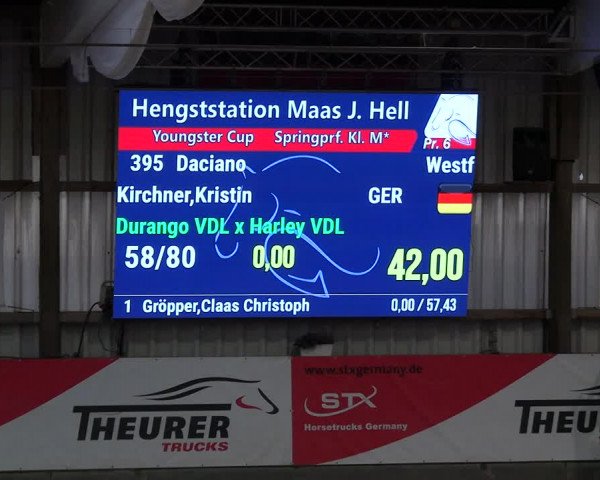 Hengststation Maas J. Hell
Youngster Cup Springprf. Kl. M*
Pr. 6
395 Daciano Westf
Kirchner,Kristin GER
Durango VDL x Harley VDL
58/80 0,00 42,00
1 Gröpper,Claas Christoph 0,00 / 57,43
THEURER
TRUCKS
www.stxgermany.de
STX
Horsetrucks Germany
THEUR